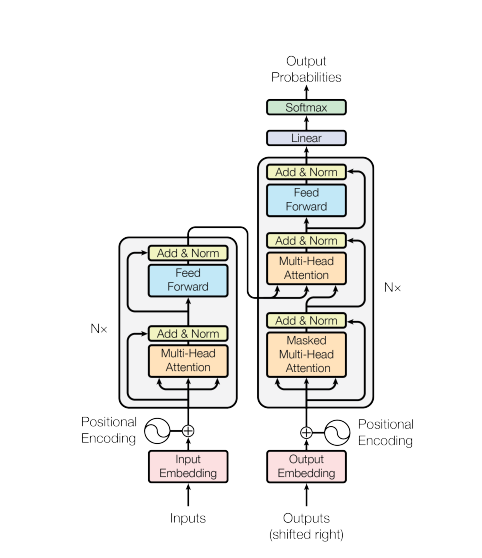 Output
Probabilities
Softmax
Linear
Add & Norm
Feed
Forward
Add & Norm
Multi-Head
Attention
Add & Norm
Masked
Multi-Head
Attention
N×
Add & Norm
Feed
Forward
Add & Norm
Multi-Head
Attention
N×
Positional
Encoding
Positional
Encoding
Input
Embedding
Output
Embedding
Inputs
Outputs
(shifted right)